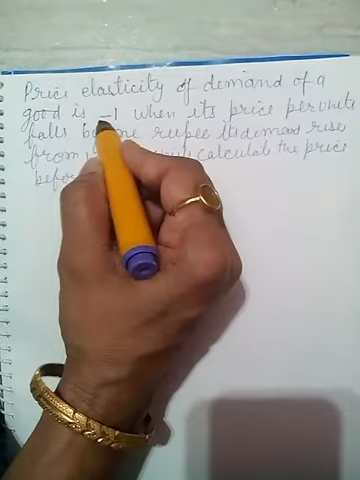 Price elasticity of demand of a
good is -1 when its price per unit
falls by one rupee its demand rise
from calculate the price
before